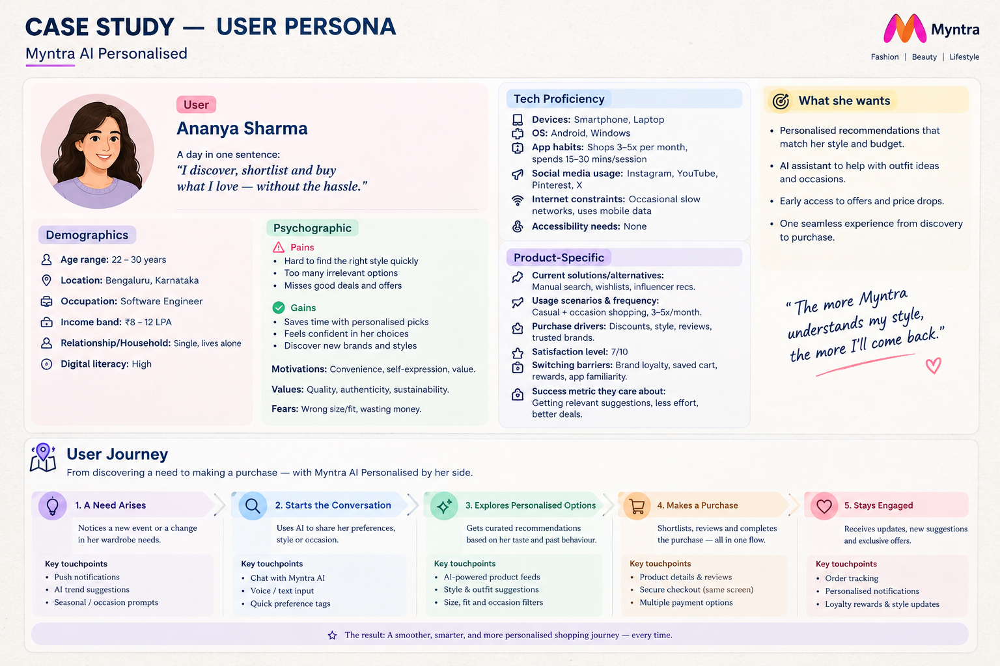 CASE STUDY — USER PERSONA
Myntra AI Personalised
Myntra
Fashion | Beauty | Lifestyle
User
Ananya Sharma
A day in one sentence:
“I discover, shortlist and buy
what I love — without the hassle.”
Demographics
Age range: 22 – 30 years
Location: Bengaluru, Karnataka
Occupation: Software Engineer
Income band: ₹8 – 12 LPA
Relationship/Household: Single, lives alone
Digital literacy: High
Psychographic
Pains
• Hard to find the right style quickly
• Too many irrelevant options
• Misses good deals and offers
Gains
• Saves time with personalised picks
• Feels confident in her choices
• Discover new brands and styles
Motivations: Convenience, self-expression, value.
Values: Quality, authenticity, sustainability.
Fears: Wrong size/fit, wasting money.
Tech Proficiency
Devices: Smartphone, Laptop
OS: Android, Windows
App habits: Shops 3–5x per month,
spends 15–30 mins/session
Social media usage: Instagram, YouTube,
Pinterest, X
Internet constraints: Occasional slow
networks, uses mobile data
Accessibility needs: None
Product-Specific
Current solutions/alternatives:
Manual search, wishlists, influencer recs.
Usage scenarios & frequency:
Casual + occasion shopping, 3–5x/month.
Purchase drivers: Discounts, style, reviews,
trusted brands.
Satisfaction level: 7/10
Switching barriers: Brand loyalty, saved cart,
rewards, app familiarity.
Success metric they care about:
Getting relevant suggestions, less effort,
better deals.
What she wants
• Personalised recommendations that
match her style and budget.
• AI assistant to help with outfit ideas
and occasions.
• Early access to offers and price drops.
• One seamless experience from discovery
to purchase.
“The more Myntra
understands my style,
the more I'll come back.”
User Journey
From discovering a need to making a purchase — with Myntra AI Personalised by her side.
1. A Need Arises
Notices a new event or a change
in her wardrobe needs.
Key touchpoints
• Push notifications
• AI trend suggestions
• Seasonal / occasion prompts
2. Starts the Conversation
Uses AI to share her preferences,
style or occasion.
Key touchpoints
• Chat with Myntra AI
• Voice / text input
• Quick preference tags
3. Explores Personalised Options
Gets curated recommendations
based on her taste and past behaviour.
Key touchpoints
• AI-powered product feeds
• Style & outfit suggestions
• Size, fit and occasion filters
4. Makes a Purchase
Shortlists, reviews and completes
the purchase — all in one flow.
Key touchpoints
• Product details & reviews
• Secure checkout (same screen)
• Multiple payment options
5. Stays Engaged
Receives updates, new suggestions
and exclusive offers.
Key touchpoints
• Order tracking
• Personalised notifications
• Loyalty rewards & style updates
The result: A smoother, smarter, and more personalised shopping journey — every time.